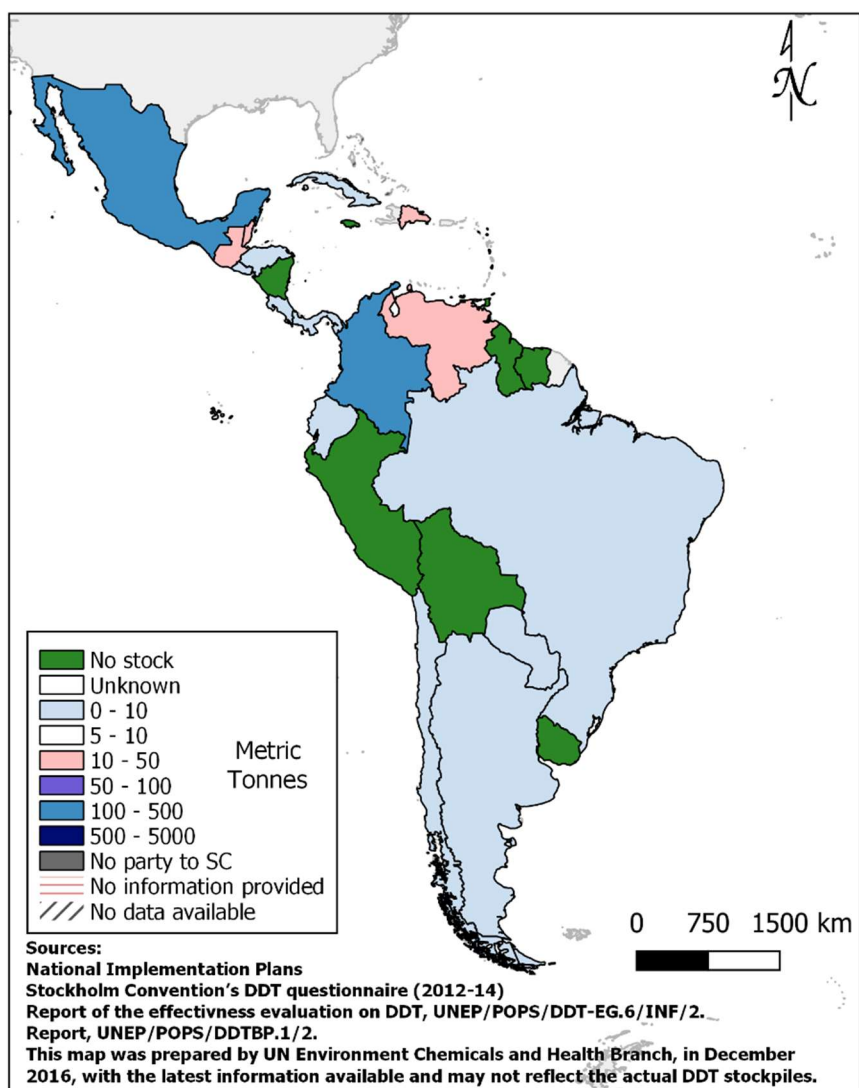 N
No stock
Unknown
0 - 10
5 - 10
10 - 50
50 - 100
100 - 500
500 - 5000
No party to SC
No information provided
No data available
Metric
Tonnes
0 750 1500 km
Sources:
National Implementation Plans
Stockholm Convention's DDT questionnaire (2012-14)
Report of the effectivness evaluation on DDT, UNEP/POPS/DDT-EG.6/INF/2.
Report, UNEP/POPS/DDTBP.1/2.
This map was prepared by UN Environment Chemicals and Health Branch, in December
2016, with the latest information available and may not reflect the actual DDT stockpiles.